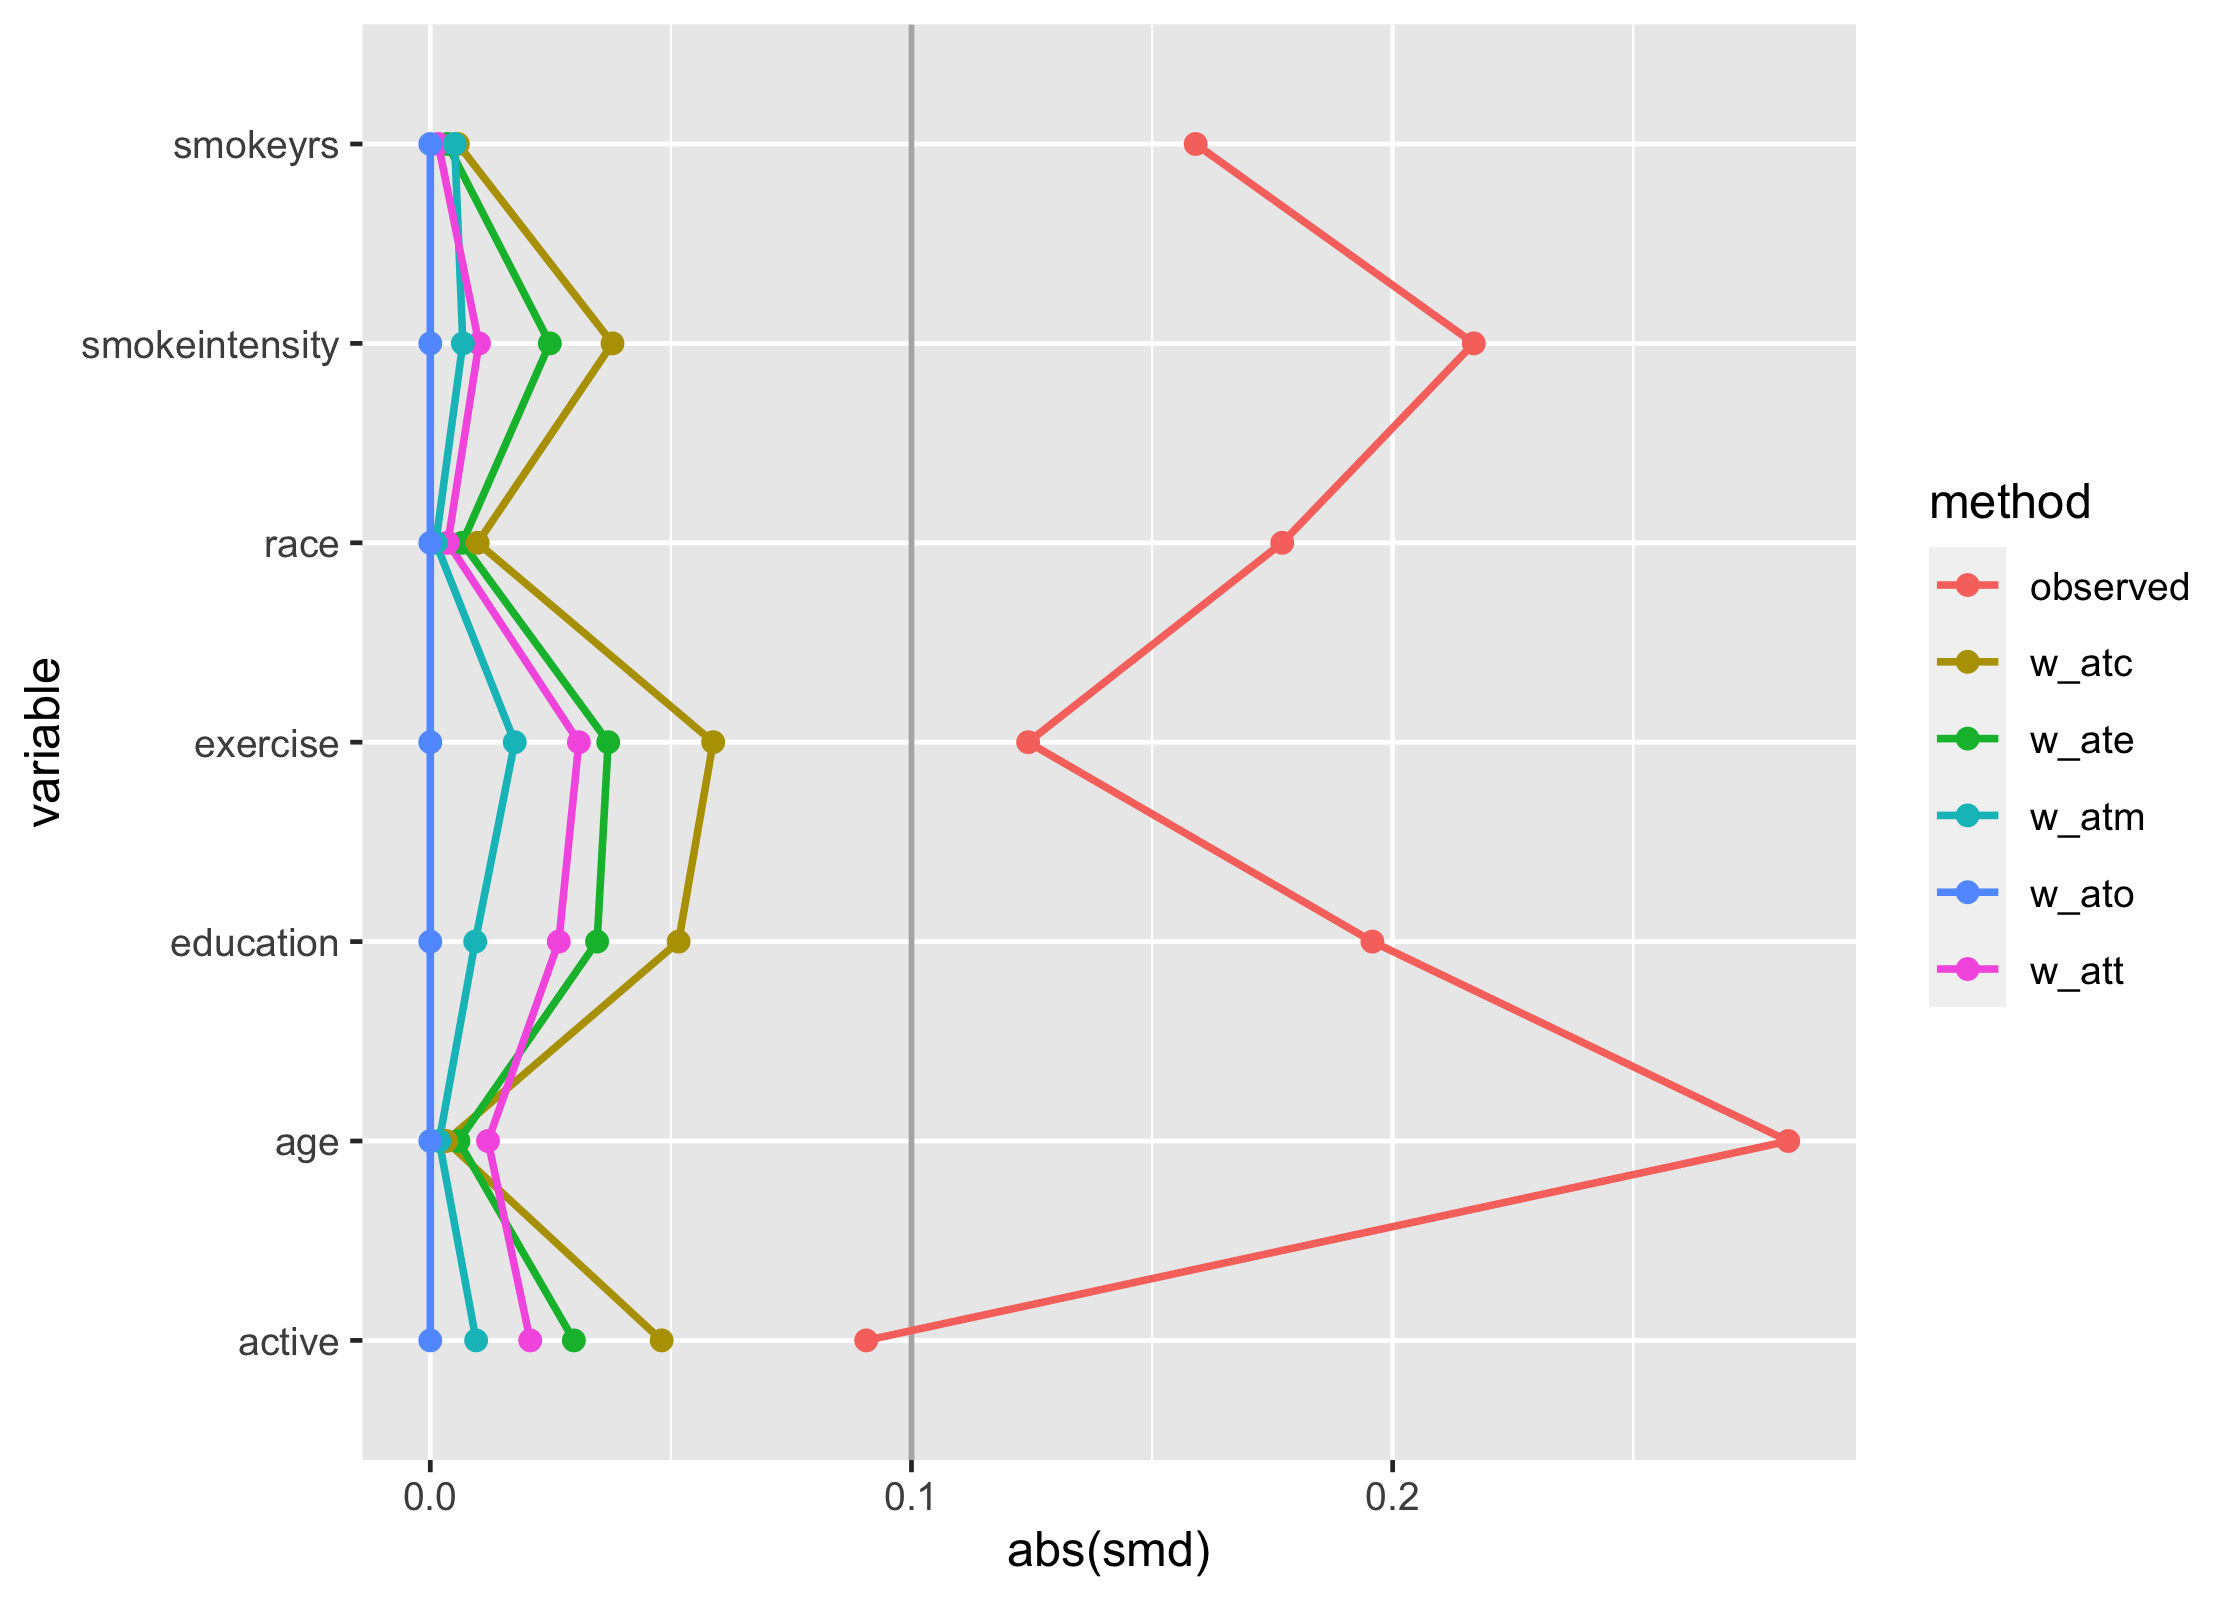 smokeyrs
smokeintensity
race
exercise
education
age
active
variable
0.0 0.1 0.2
abs(smd)
method
observed
w_atc
w_ate
w_atm
w_ato
w_att